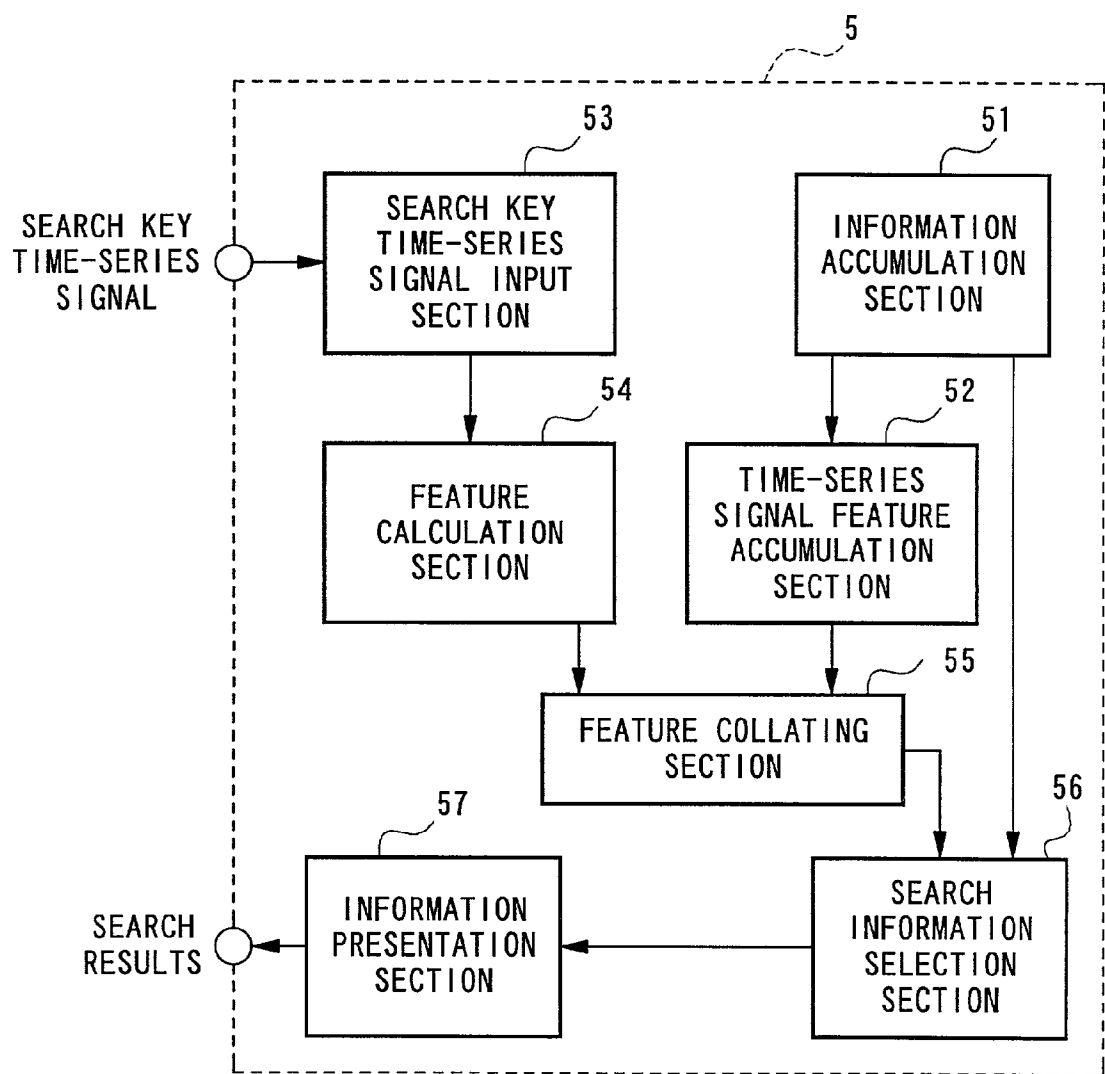 5
53
51
SEARCH KEY
TIME-SERIES
SIGNAL
SEARCH KEY
TIME-SERIES
SIGNAL INPUT
SECTION
INFORMATION
ACCUMULATION
SECTION
54
52
FEATURE
CALCULATION
SECTION
TIME-SERIES
SIGNAL FEATURE
ACCUMULATION
SECTION
55
FEATURE COLLATING
SECTION
57
56
SEARCH
RESULTS
INFORMATION
PRESENTATION
SECTION
SEARCH
INFORMATION
SELECTION
SECTION